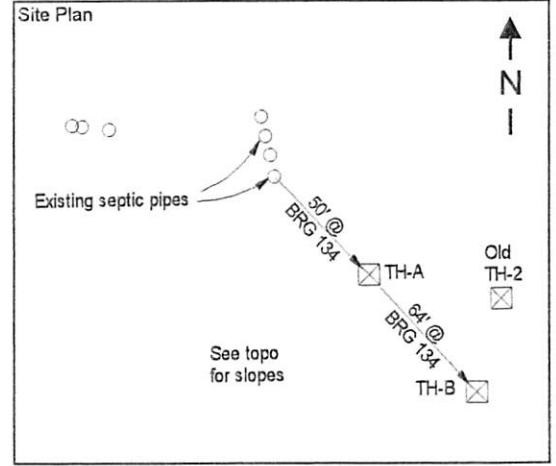 Site Plan
N
Existing septic pipes
50' @
BRG 134
TH-A
Old
TH-2
64' @
BRG 134
See topo
for slopes
TH-B